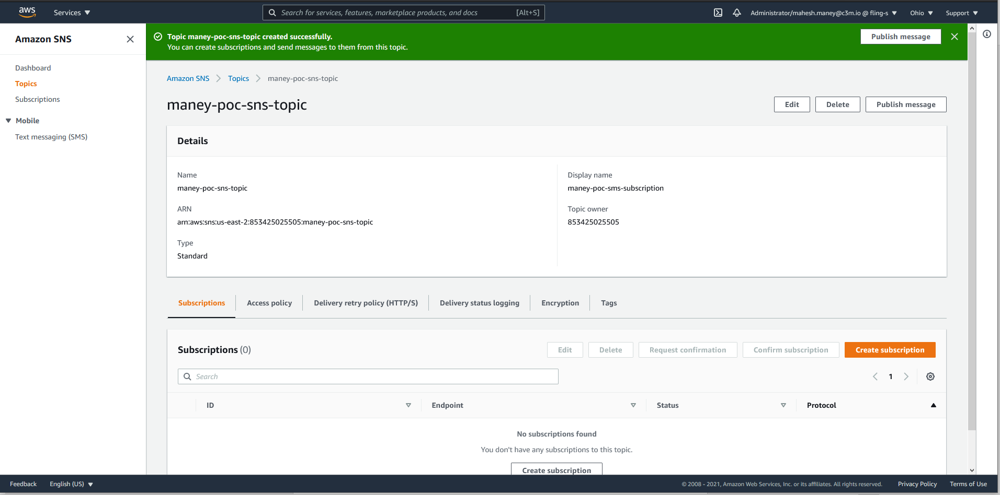 aws Services Search for services, features, marketplace products, and docs [Alt+S] Administrator/mahesh.maney@c3m.io @ fling-s Ohio Support
Amazon SNS
Dashboard
Topics
Subscriptions
Mobile
Text messaging (SMS)
Topic maney-poc-sns-topic created successfully.
You can create subscriptions and send messages to them from this topic.
Publish message
Amazon SNS Topics maney-poc-sns-topic
maney-poc-sns-topic
Edit Delete Publish message
Details
Name
maney-poc-sns-topic
ARN
arn:aws:sns:us-east-2:853425025505:maney-poc-sns-topic
Type
Standard
Display name
maney-poc-sms-subscription
Topic owner
853425025505
Subscriptions Access policy Delivery retry policy (HTTP/S) Delivery status logging Encryption Tags
Subscriptions (0)
Edit Delete Request confirmation Confirm subscription Create subscription
Search
1
ID Endpoint Status Protocol
No subscriptions found
You don't have any subscriptions to this topic.
Create subscription
Feedback English (US) © 2008 - 2021, Amazon Web Services, Inc. or its affiliates. All rights reserved. Privacy Policy Terms of Use